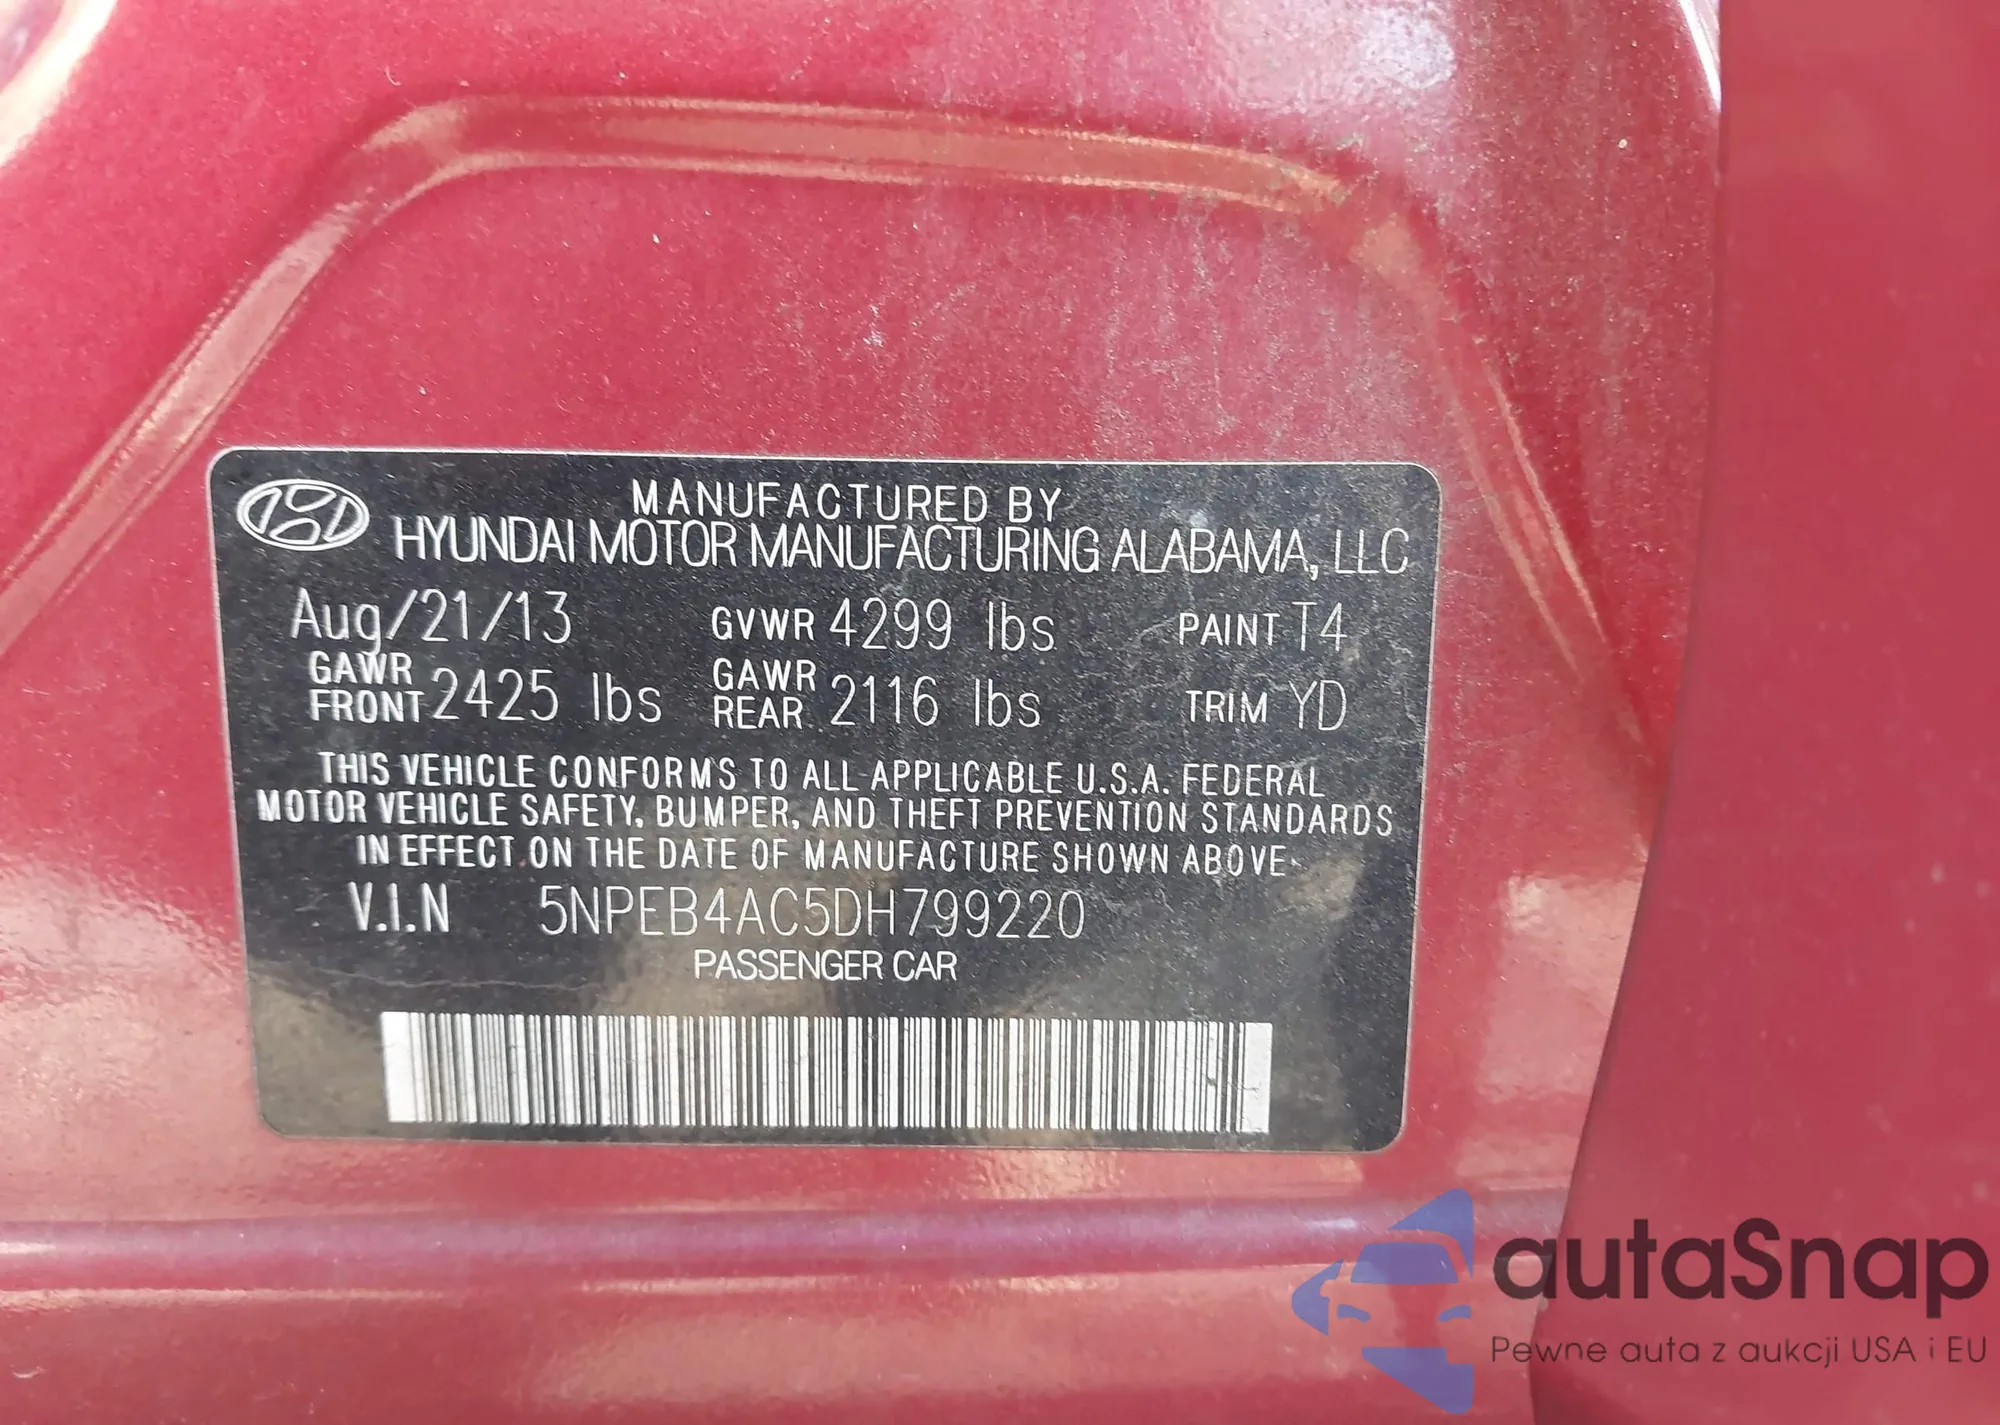 MANUFACTURED BY
HYUNDAI MOTOR MANUFACTURING ALABAMA, LLC
Aug/21/13 GVWR 4299 lbs PAINT T4
GAWR FRONT 2425 lbs GAWR REAR 2116 lbs TRIM YD
THIS VEHICLE CONFORMS TO ALL APPLICABLE U.S.A. FEDERAL
MOTOR VEHICLE SAFETY, BUMPER, AND THEFT PREVENTION STANDARDS
IN EFFECT ON THE DATE OF MANUFACTURE SHOWN ABOVE.
V.I.N 5NPEB4AC5DH799220
PASSENGER CAR
autaSnap
Pewne auta z aukcji USA i EU